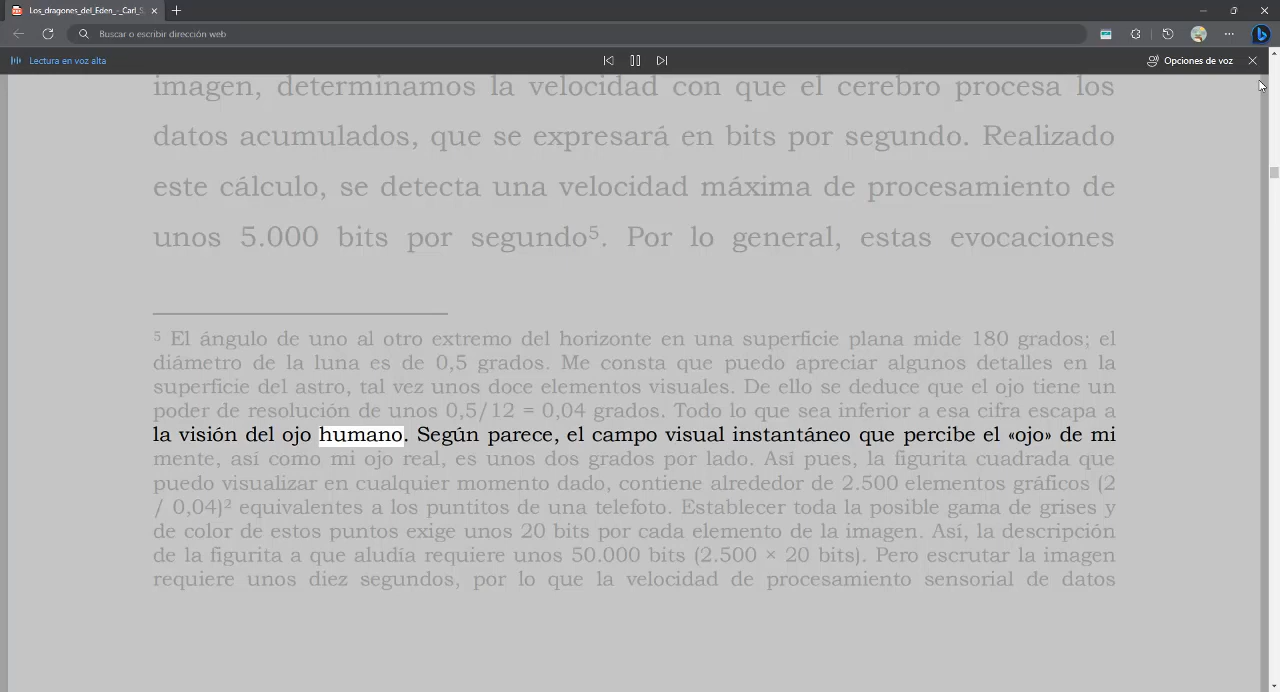 Los_dragones_del_Eden_-_Carl_S
Buscar o escribir dirección web
Lectura en voz alta
Opciones de voz
imagen, determinamos la velocidad con que el cerebro procesa los
datos acumulados, que se expresará en bits por segundo. Realizado
este cálculo, se detecta una velocidad máxima de procesamiento de
unos 5.000 bits por segundo⁵. Por lo general, estas evocaciones
⁵ El ángulo de uno al otro extremo del horizonte en una superficie plana mide 180 grados; el
diámetro de la luna es de 0,5 grados. Me consta que puedo apreciar algunos detalles en la
superficie del astro, tal vez unos doce elementos visuales. De ello se deduce que el ojo tiene un
poder de resolución de unos 0,5/12 = 0,04 grados. Todo lo que sea inferior a esa cifra escapa a
la visión del ojo humano. Según parece, el campo visual instantáneo que percibe el «ojo» de mi
mente, así como mi ojo real, es unos dos grados por lado. Así pues, la figurita cuadrada que
puedo visualizar en cualquier momento dado, contiene alrededor de 2.500 elementos gráficos (2
/ 0,04)² equivalentes a los puntitos de una telefoto. Establecer toda la posible gama de grises y
de color de estos puntos exige unos 20 bits por cada elemento de la imagen. Así, la descripción
de la figurita a que aludía requiere unos 50.000 bits (2.500 × 20 bits). Pero escrutar la imagen
requiere unos diez segundos, por lo que la velocidad de procesamiento sensorial de datos